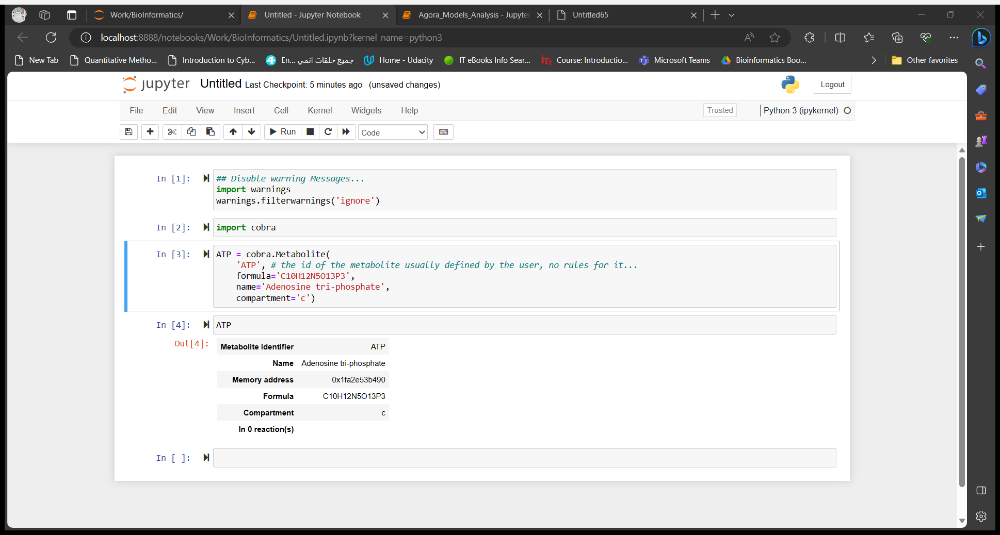 Work/BioInformatics/
Untitled - Jupyter Notebook
Agora_Models_Analysis - Jupyter
Untitled65
localhost:8888/notebooks/Work/BioInformatics/Untitled.ipynb?kernel_name=python3
New Tab
Quantitative Metho...
Introduction to Cyb...
جميع حلقات انمي ...En
Home - Udacity
IT eBooks Info Sear...
Course: Introductio...
Microsoft Teams
Bioinformatics Boo...
Other favorites
jupyter
Untitled Last Checkpoint: 5 minutes ago (unsaved changes)
Logout
File Edit View Insert Cell Kernel Widgets Help
Trusted
Python 3 (ipykernel)
Run
Code
In [1]:
## Disable warning Messages...
import warnings
warnings.filterwarnings('ignore')
In [2]:
import cobra
In [3]:
ATP = cobra.Metabolite(
'ATP', # the id of the metabolite usually defined by the user, no rules for it...
formula='C10H12N5O13P3',
name='Adenosine tri-phosphate',
compartment='c')
In [4]:
ATP
Out[4]:
Metabolite identifier ATP
Name Adenosine tri-phosphate
Memory address 0x1fa2e53b490
Formula C10H12N5O13P3
Compartment c
In 0 reaction(s)
In [ ]: